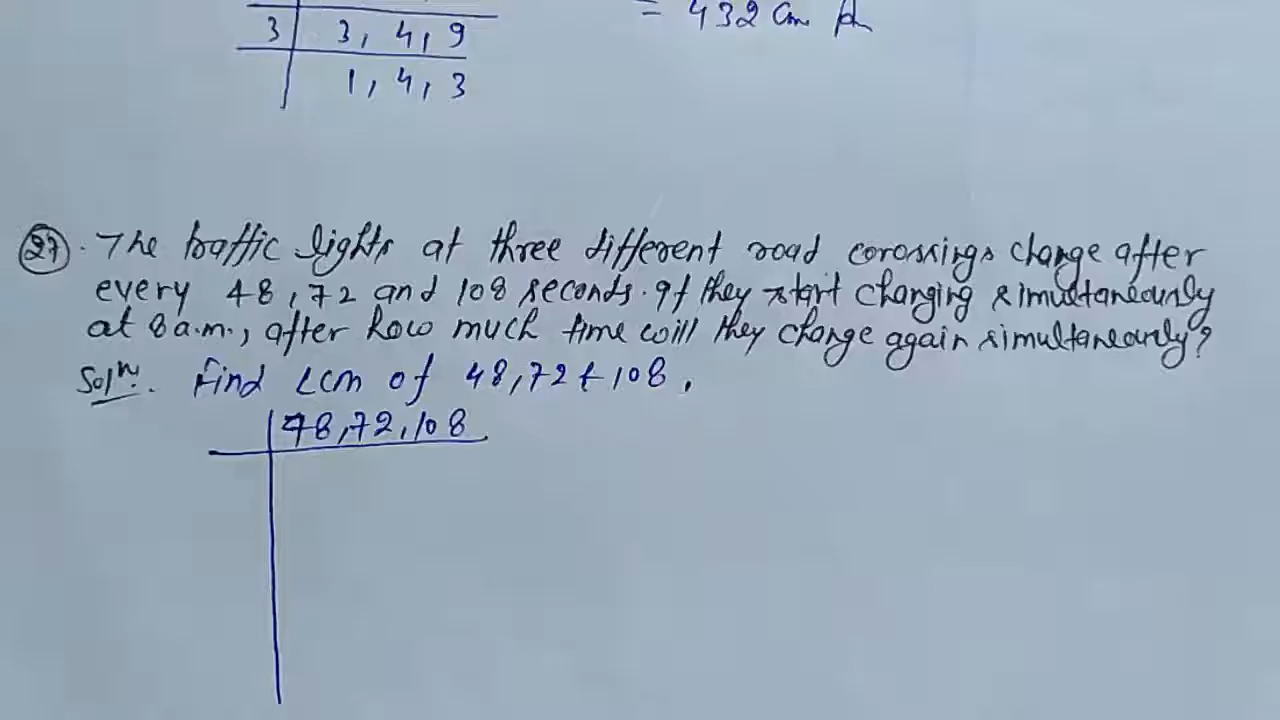 = 432 cm
3 3, 4, 9
1, 4, 3
27. The traffic lights at three different road crossings change after
every 48, 72 and 108 seconds. If they start changing simultaneously
at 8 a.m., after how much time will they change again simultaneously?
Solⁿ. Find LCM of 48, 72 & 108.
48, 72, 108